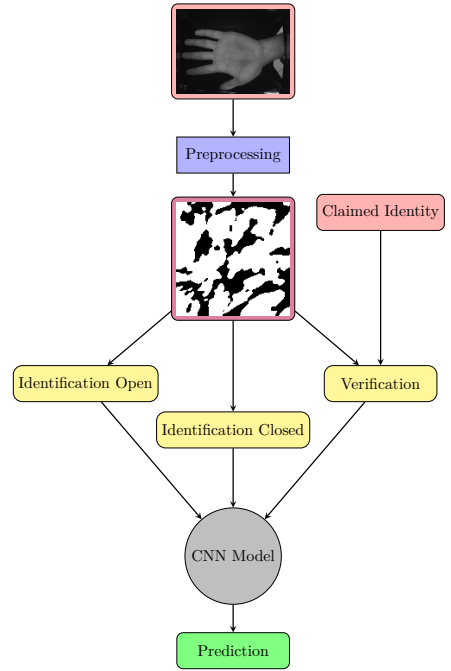 Preprocessing
Claimed Identity
Identification Open
Verification
Identification Closed
CNN Model
Prediction